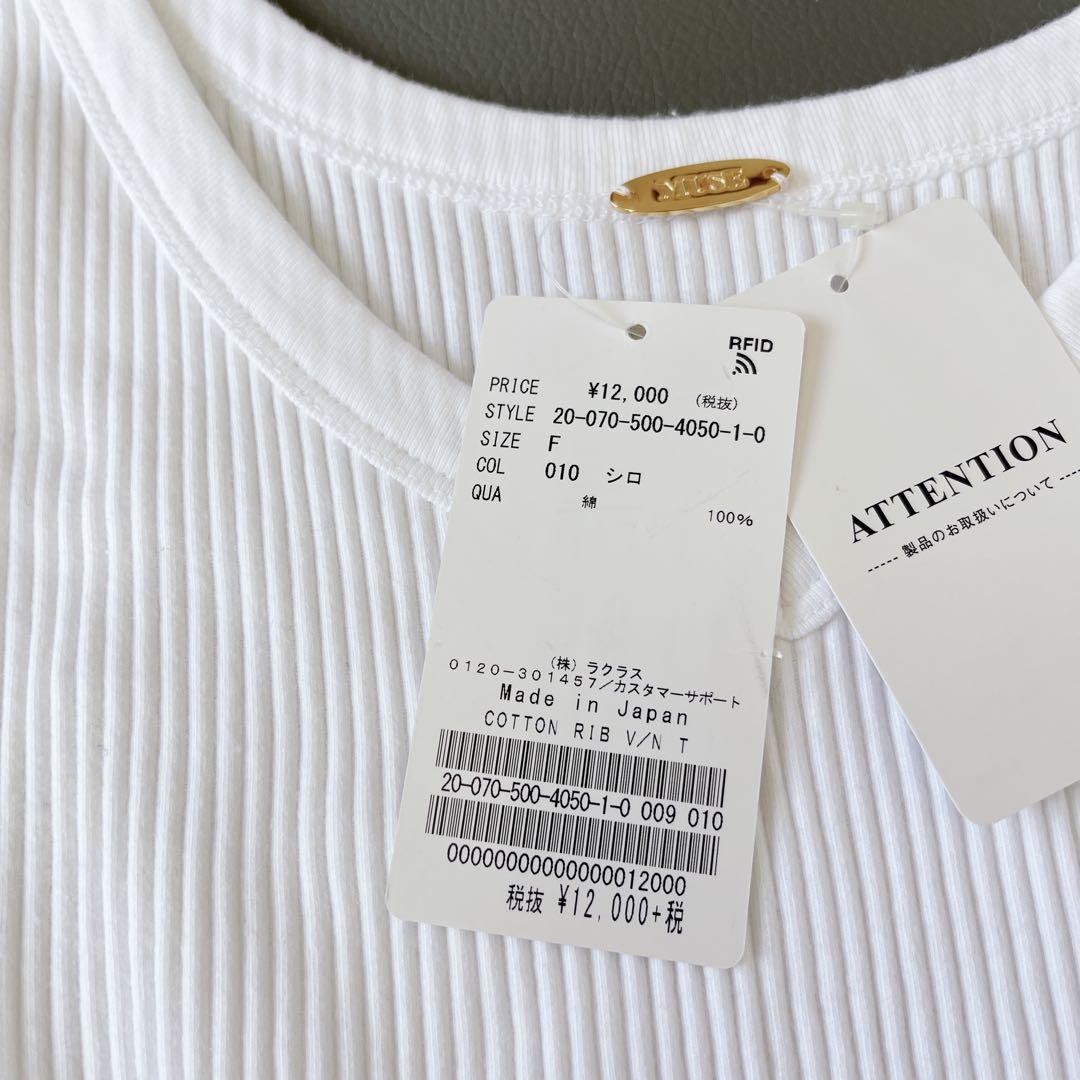 MUSE
RFID
PRICE ¥12,000 (税抜)
STYLE 20-070-500-4050-1-0
SIZE F
COL 010 シロ
QUA 綿 100%
(株) ラクラス
0120-301457/カスタマーサポート
Made in Japan
COTTON RIB V/N T
20-070-500-4050-1-0 009 010
00000000000000012000
税抜 ¥12,000+税
ATTENTION
----- 製品のお取扱いについて -----